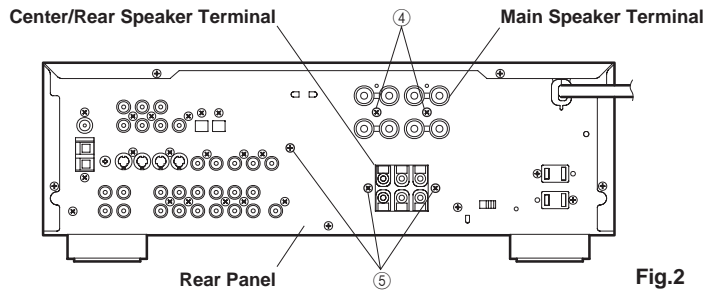 Center/Rear Speaker Terminal
④
Main Speaker Terminal
Rear Panel
⑤
Fig.2